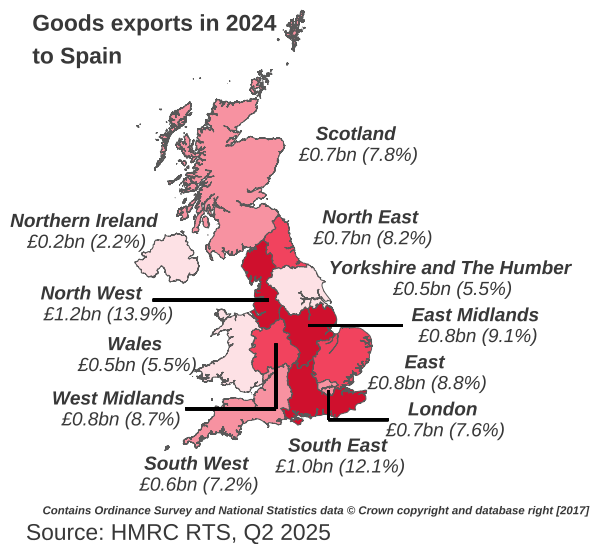 Goods exports in 2024
to Spain
Scotland
£0.7bn (7.8%)
Northern Ireland
£0.2bn (2.2%)
North East
£0.7bn (8.2%)
Yorkshire and The Humber
£0.5bn (5.5%)
North West
£1.2bn (13.9%)
East Midlands
£0.8bn (9.1%)
Wales
£0.5bn (5.5%)
East
£0.8bn (8.8%)
West Midlands
£0.8bn (8.7%)
London
£0.7bn (7.6%)
South East
£1.0bn (12.1%)
South West
£0.6bn (7.2%)
Contains Ordinance Survey and National Statistics data © Crown copyright and database right [2017]
Source: HMRC RTS, Q2 2025